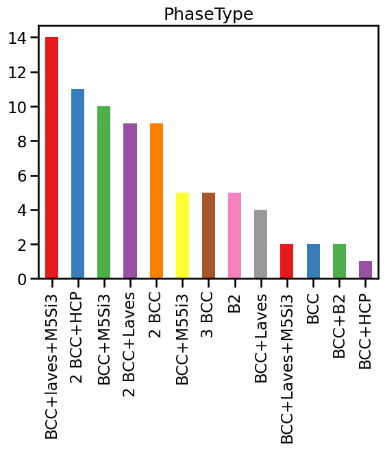 PhaseType
14
12
10
8
6
4
2
0
BCC+laves+M5Si3
2 BCC+HCP
BCC+M5Si3
2 BCC+Laves
2 BCC
BCC+M55i3
3 BCC
B2
BCC+Laves
BCC+Laves+M5Si3
BCC
BCC+B2
BCC+HCP